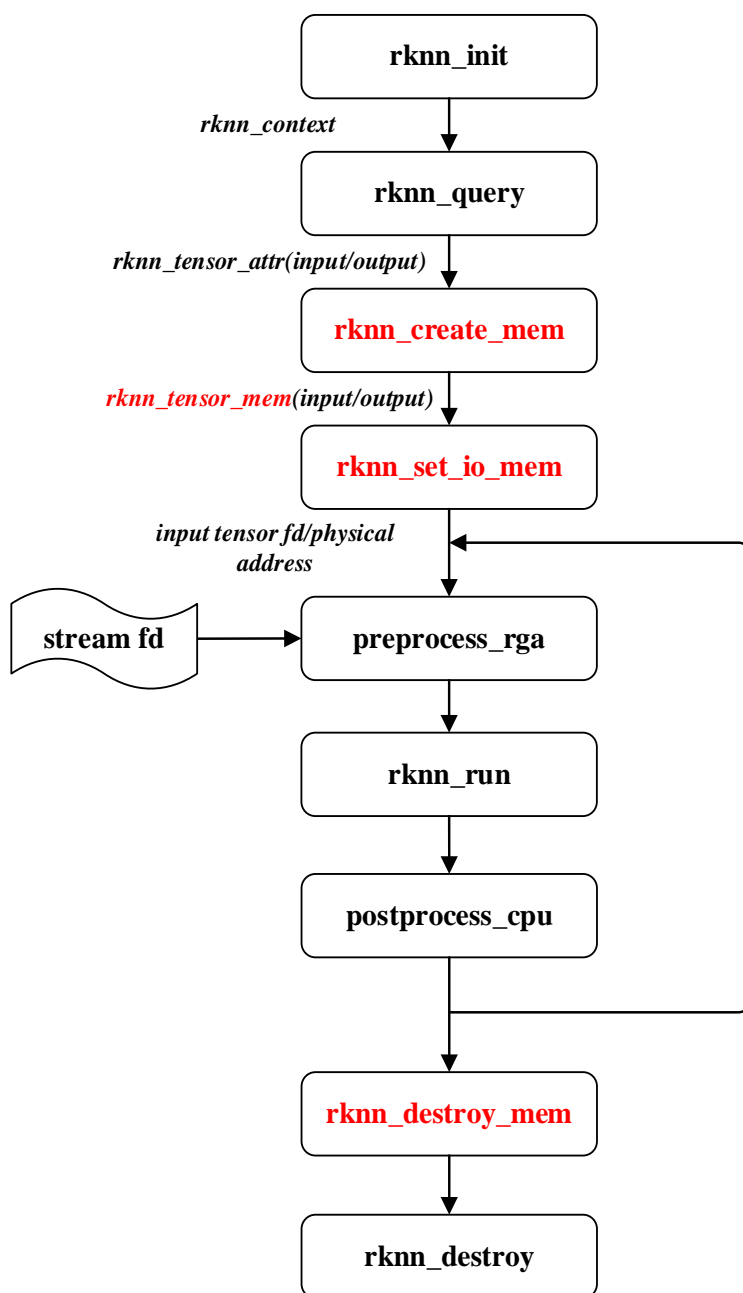 rknn_init
rknn_context
rknn_query
rknn_tensor_attr(input/output)
rknn_create_mem
rknn_tensor_mem(input/output)
rknn_set_io_mem
input tensor fd/physical
address
stream fd
preprocess_rga
rknn_run
postprocess_cpu
rknn_destroy_mem
rknn_destroy